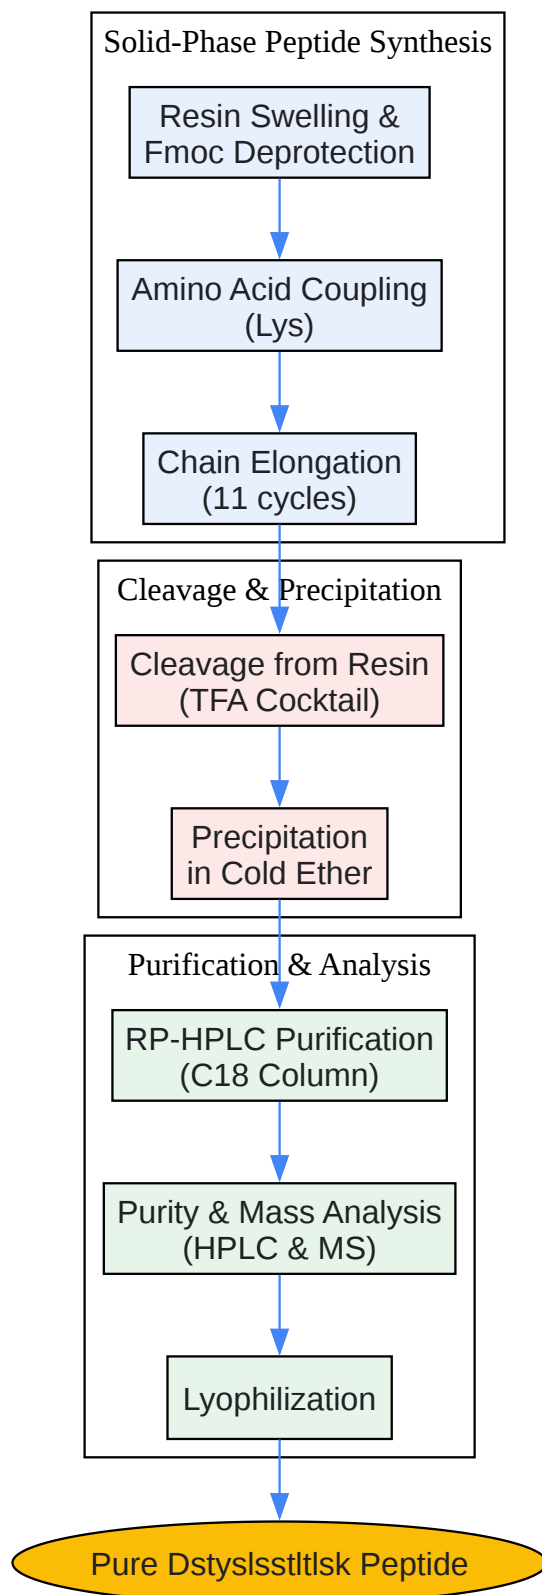 Solid-Phase Peptide Synthesis
Resin Swelling &
Fmoc Deprotection
Amino Acid Coupling
(Lys)
Chain Elongation
(11 cycles)
Cleavage & Precipitation
Cleavage from Resin
(TFA Cocktail)
Precipitation
in Cold Ether
Purification & Analysis
RP-HPLC Purification
(C18 Column)
Purity & Mass Analysis
(HPLC & MS)
Lyophilization
Pure Dstyslsstltlsk Peptide